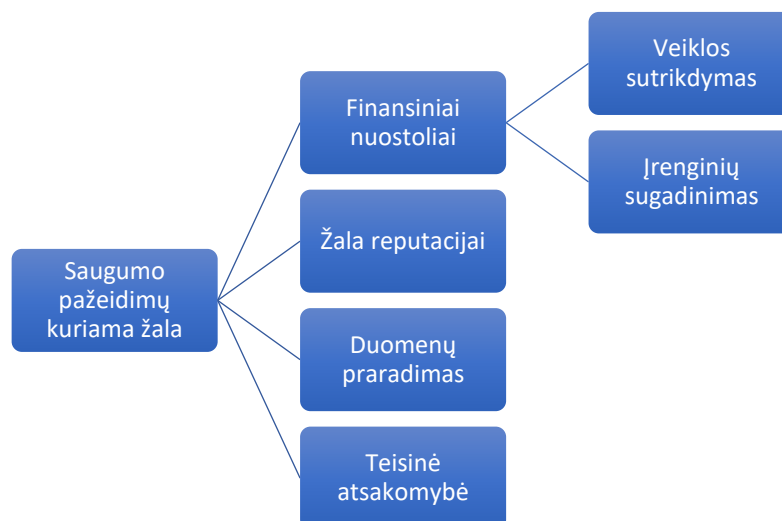 Saugumo
pažeidimų
kuriama žala
Finansiniai
nuostoliai
Veiklos
sutrikdymas
Įrenginių
sugadinimas
Žala reputacijai
Duomenų
praradimas
Teisinė
atsakomybė